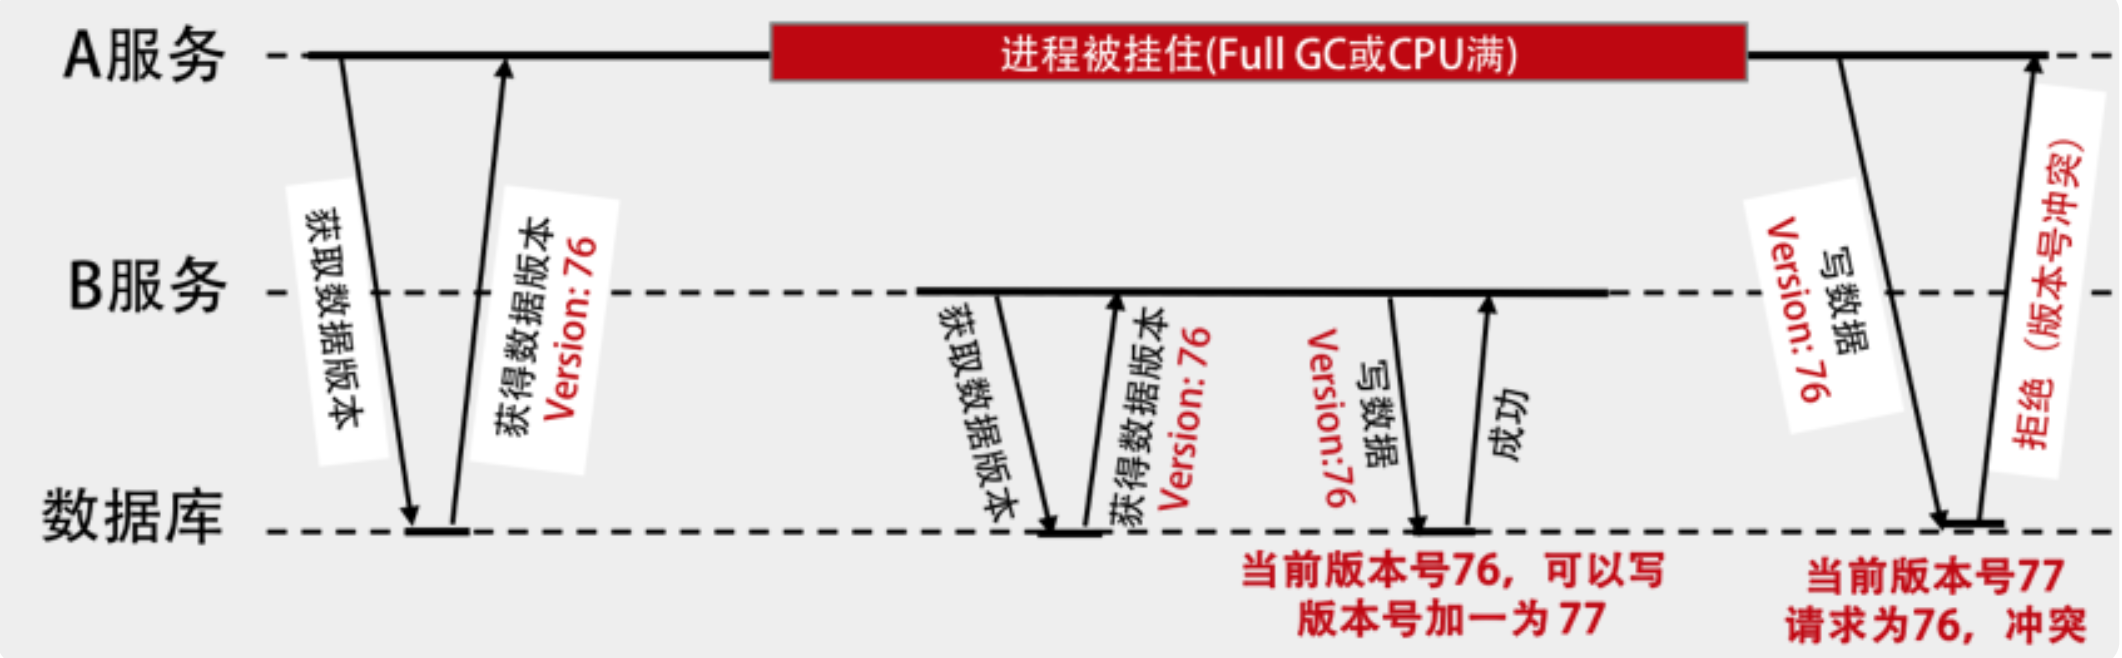 A服务
进程被挂住(Full GC或CPU满)
获取数据版本
获得数据版本
Version: 76
B服务
获取数据版本
获得数据版本
Version: 76
写数据
Version:76
成功
写数据
Version: 76
拒绝（版本号冲突）
数据库
当前版本号76，可以写
版本号加一为 77
当前版本号77
请求为76，冲突